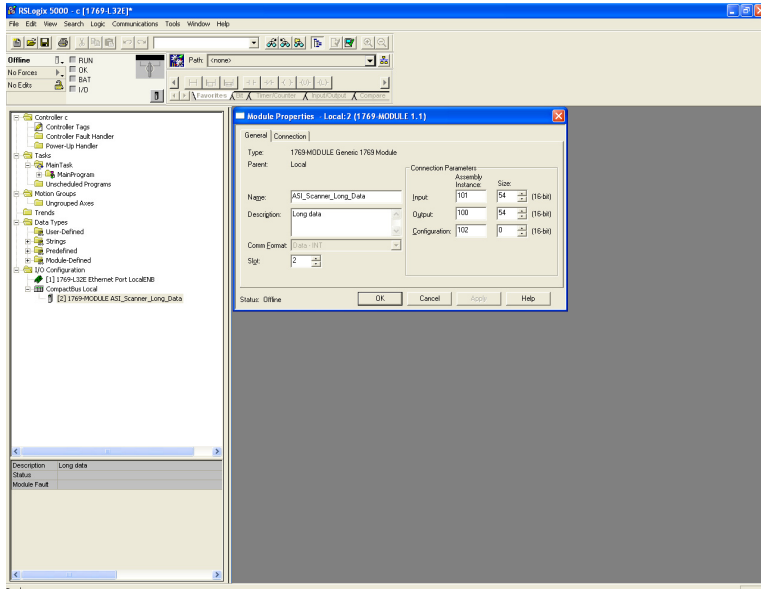 RSLogix 5000 - c [1769-L32E]*
File Edit View Search Logic Communications Tools Window Help
Offline
RUN
Path: <none>
No Forces
OK
No Edits
BAT
I/O
Favorites Bit Timer/Counter Input/Output Compare
Controller c
Controller Tags
Controller Fault Handler
Power-Up Handler
Tasks
MainTask
MainProgram
Unscheduled Programs
Motion Groups
Ungrouped Axes
Trends
Data Types
User-Defined
Strings
Predefined
Module-Defined
I/O Configuration
[1] 1769-L32E Ethernet Port LocalENB
CompactBus Local
[2] 1769-MODULE ASI_Scanner_Long_Data
Description Long data
Status
Module Fault
Module Properties - Local:2 (1769-MODULE 1.1)
General Connection
Type: 1769-MODULE Generic 1769 Module
Parent: Local
Connection Parameters
Assembly
Instance: Size:
Name: ASI_Scanner_Long_Data
Input: 101 54 (16-bit)
Description: Long data
Output: 100 54 (16-bit)
Configuration: 102 0 (16-bit)
Comm Format: Data - INT
Slot: 2
Status: Offline
OK Cancel Apply Help